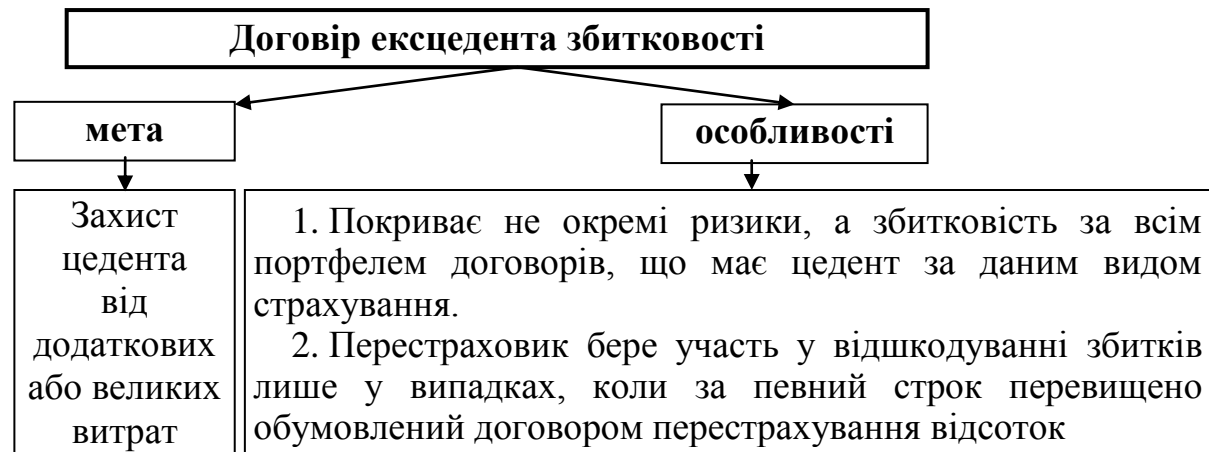 Договір ексцедента збитковості
мета
особливості
Захист
цедента
від
додаткових
або великих
витрат
1. Покриває не окремі ризики, а збитковість за всім
портфелем договорів, що має цедент за даним видом
страхування.
2. Перестраховик бере участь у відшкодуванні збитків
лише у випадках, коли за певний строк перевищено
обумовлений договором перестрахування відсоток